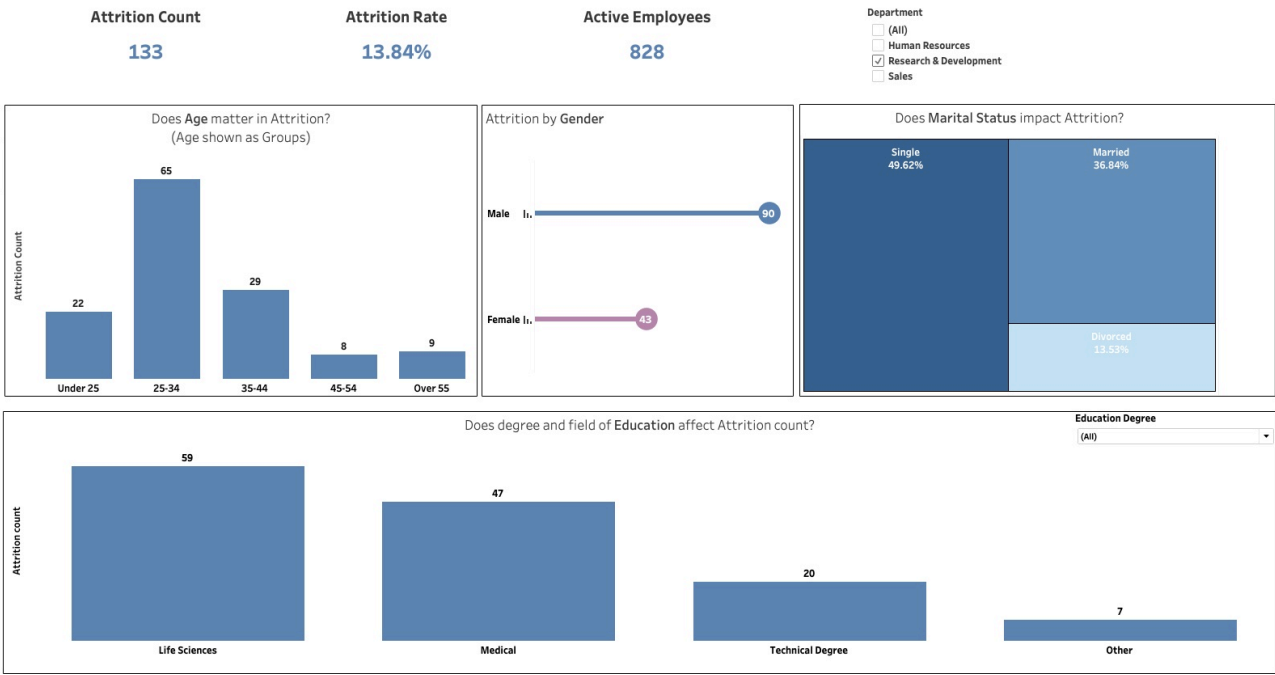 Attrition Count
133
Attrition Rate
13.84%
Active Employees
828
Department
(All)
Human Resources
Research & Development
Sales
Does Age matter in Attrition?
(Age shown as Groups)
Attrition Count
22
65
29
8
9
Under 25
25-34
35-44
45-54
Over 55
Attrition by Gender
Male
90
Female
43
Does Marital Status impact Attrition?
Single
49.62%
Married
36.84%
Divorced
13.53%
Does degree and field of Education affect Attrition count?
Education Degree
(All)
Attrition count
59
47
20
7
Life Sciences
Medical
Technical Degree
Other